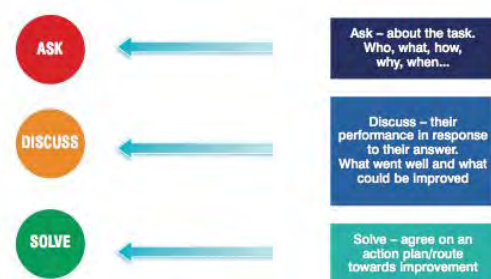 ASK
Ask – about the task.
Who, what, how,
why, when...
DISCUSS
Discuss – their
performance in response
to their answer.
What went well and what
could be improved
SOLVE
Solve – agree on an
action plan/route
towards improvement